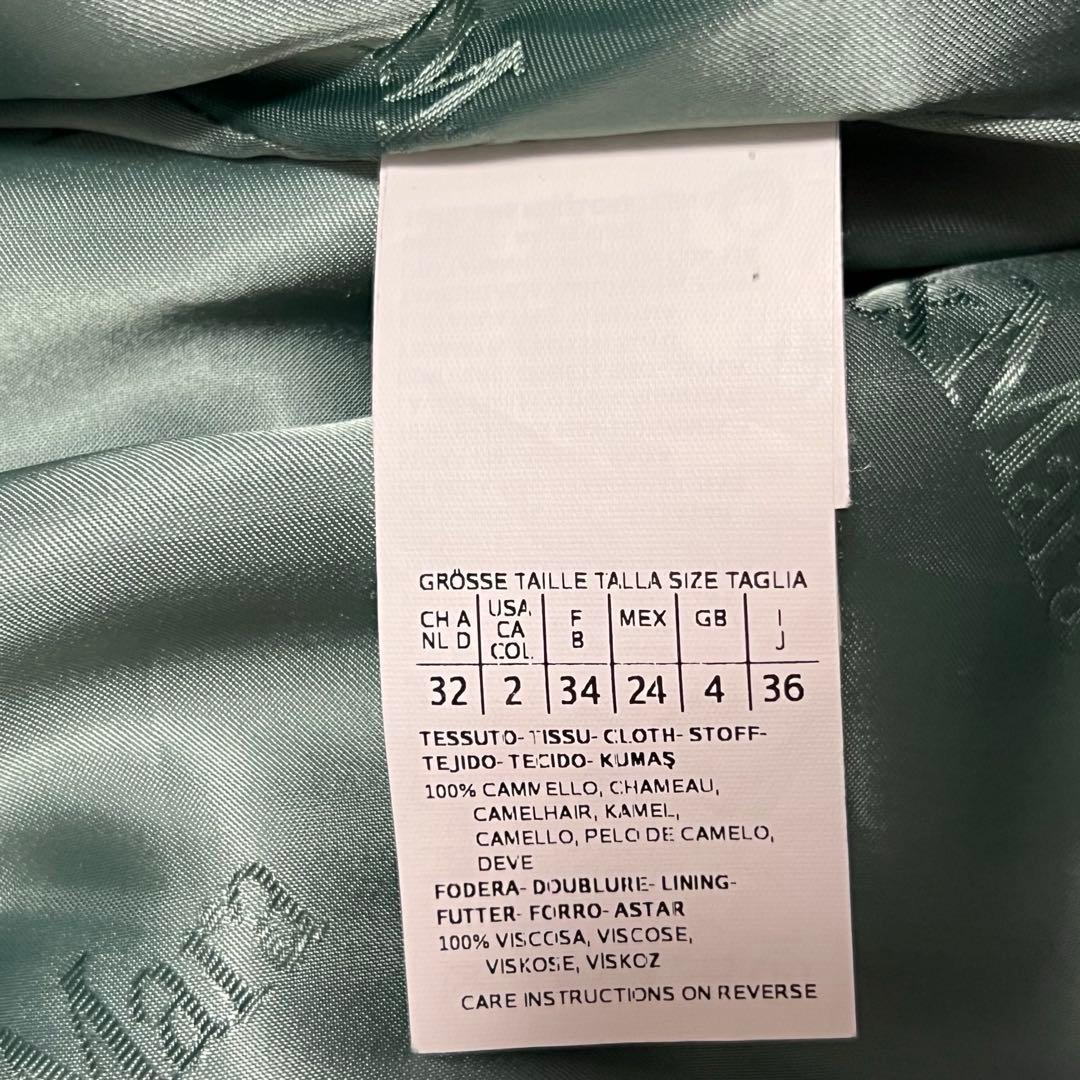 GRÖSSE TAILLE TALLA SIZE TAGLIA
CH A NL D | USA, CA COL. | F B | MEX | GB | I J
32 | 2 | 34 | 24 | 4 | 36
TESSUTO- TISSU- CLOTH- STOFF-
TEJIDO- TECIDO- KUMAŞ
100% CAMMELLO, CHAMEAU,
CAMELHAIR, KAMEL,
CAMELLO, PELO DE CAMELO,
DEVE
FODERA- DOUBLURE- LINING-
FUTTER- FORRO- ASTAR
100% VISCOSA, VISCOSE,
VISKOSE, VİSKOZ
CARE INSTRUCTIONS ON REVERSE